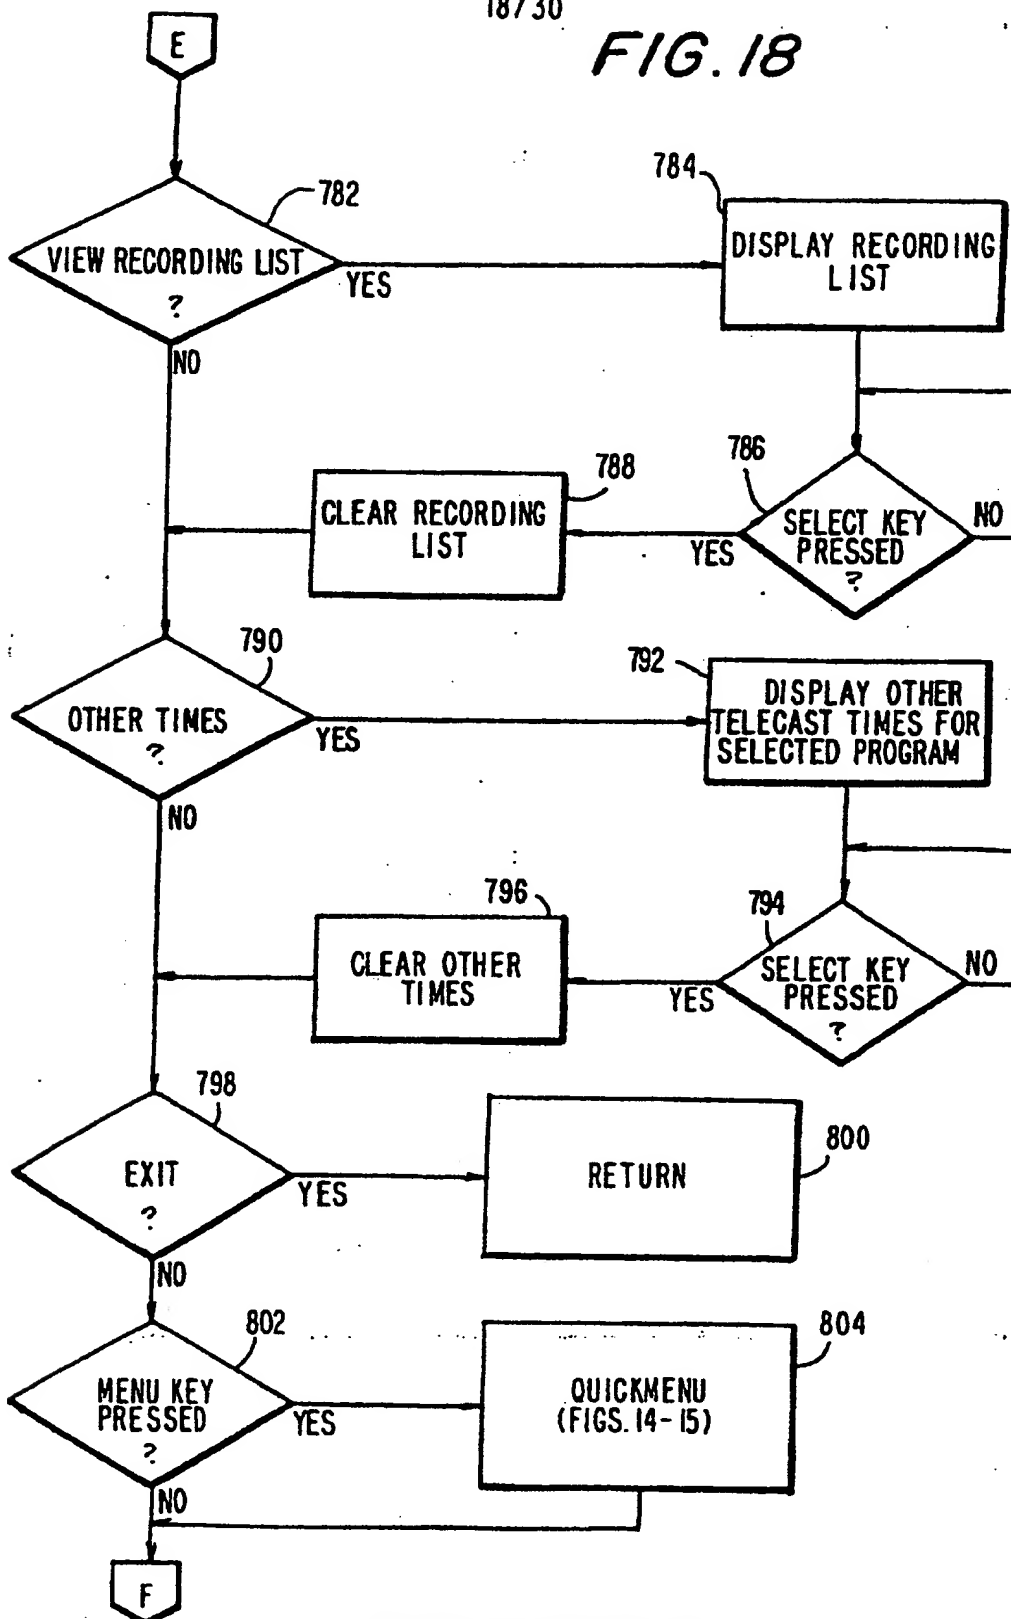 18/30
FIG. 18
E
782
VIEW RECORDING LIST
?
YES
NO
784
DISPLAY RECORDING
LIST
786
SELECT KEY
PRESSED
?
NO
YES
788
CLEAR RECORDING
LIST
790
OTHER TIMES
?
YES
NO
792
DISPLAY OTHER
TELECAST TIMES FOR
SELECTED PROGRAM
794
SELECT KEY
PRESSED
?
NO
YES
796
CLEAR OTHER
TIMES
798
EXIT
?
YES
NO
800
RETURN
802
MENU KEY
PRESSED
?
YES
NO
804
QUICKMENU
(FIGS. 14-15)
F